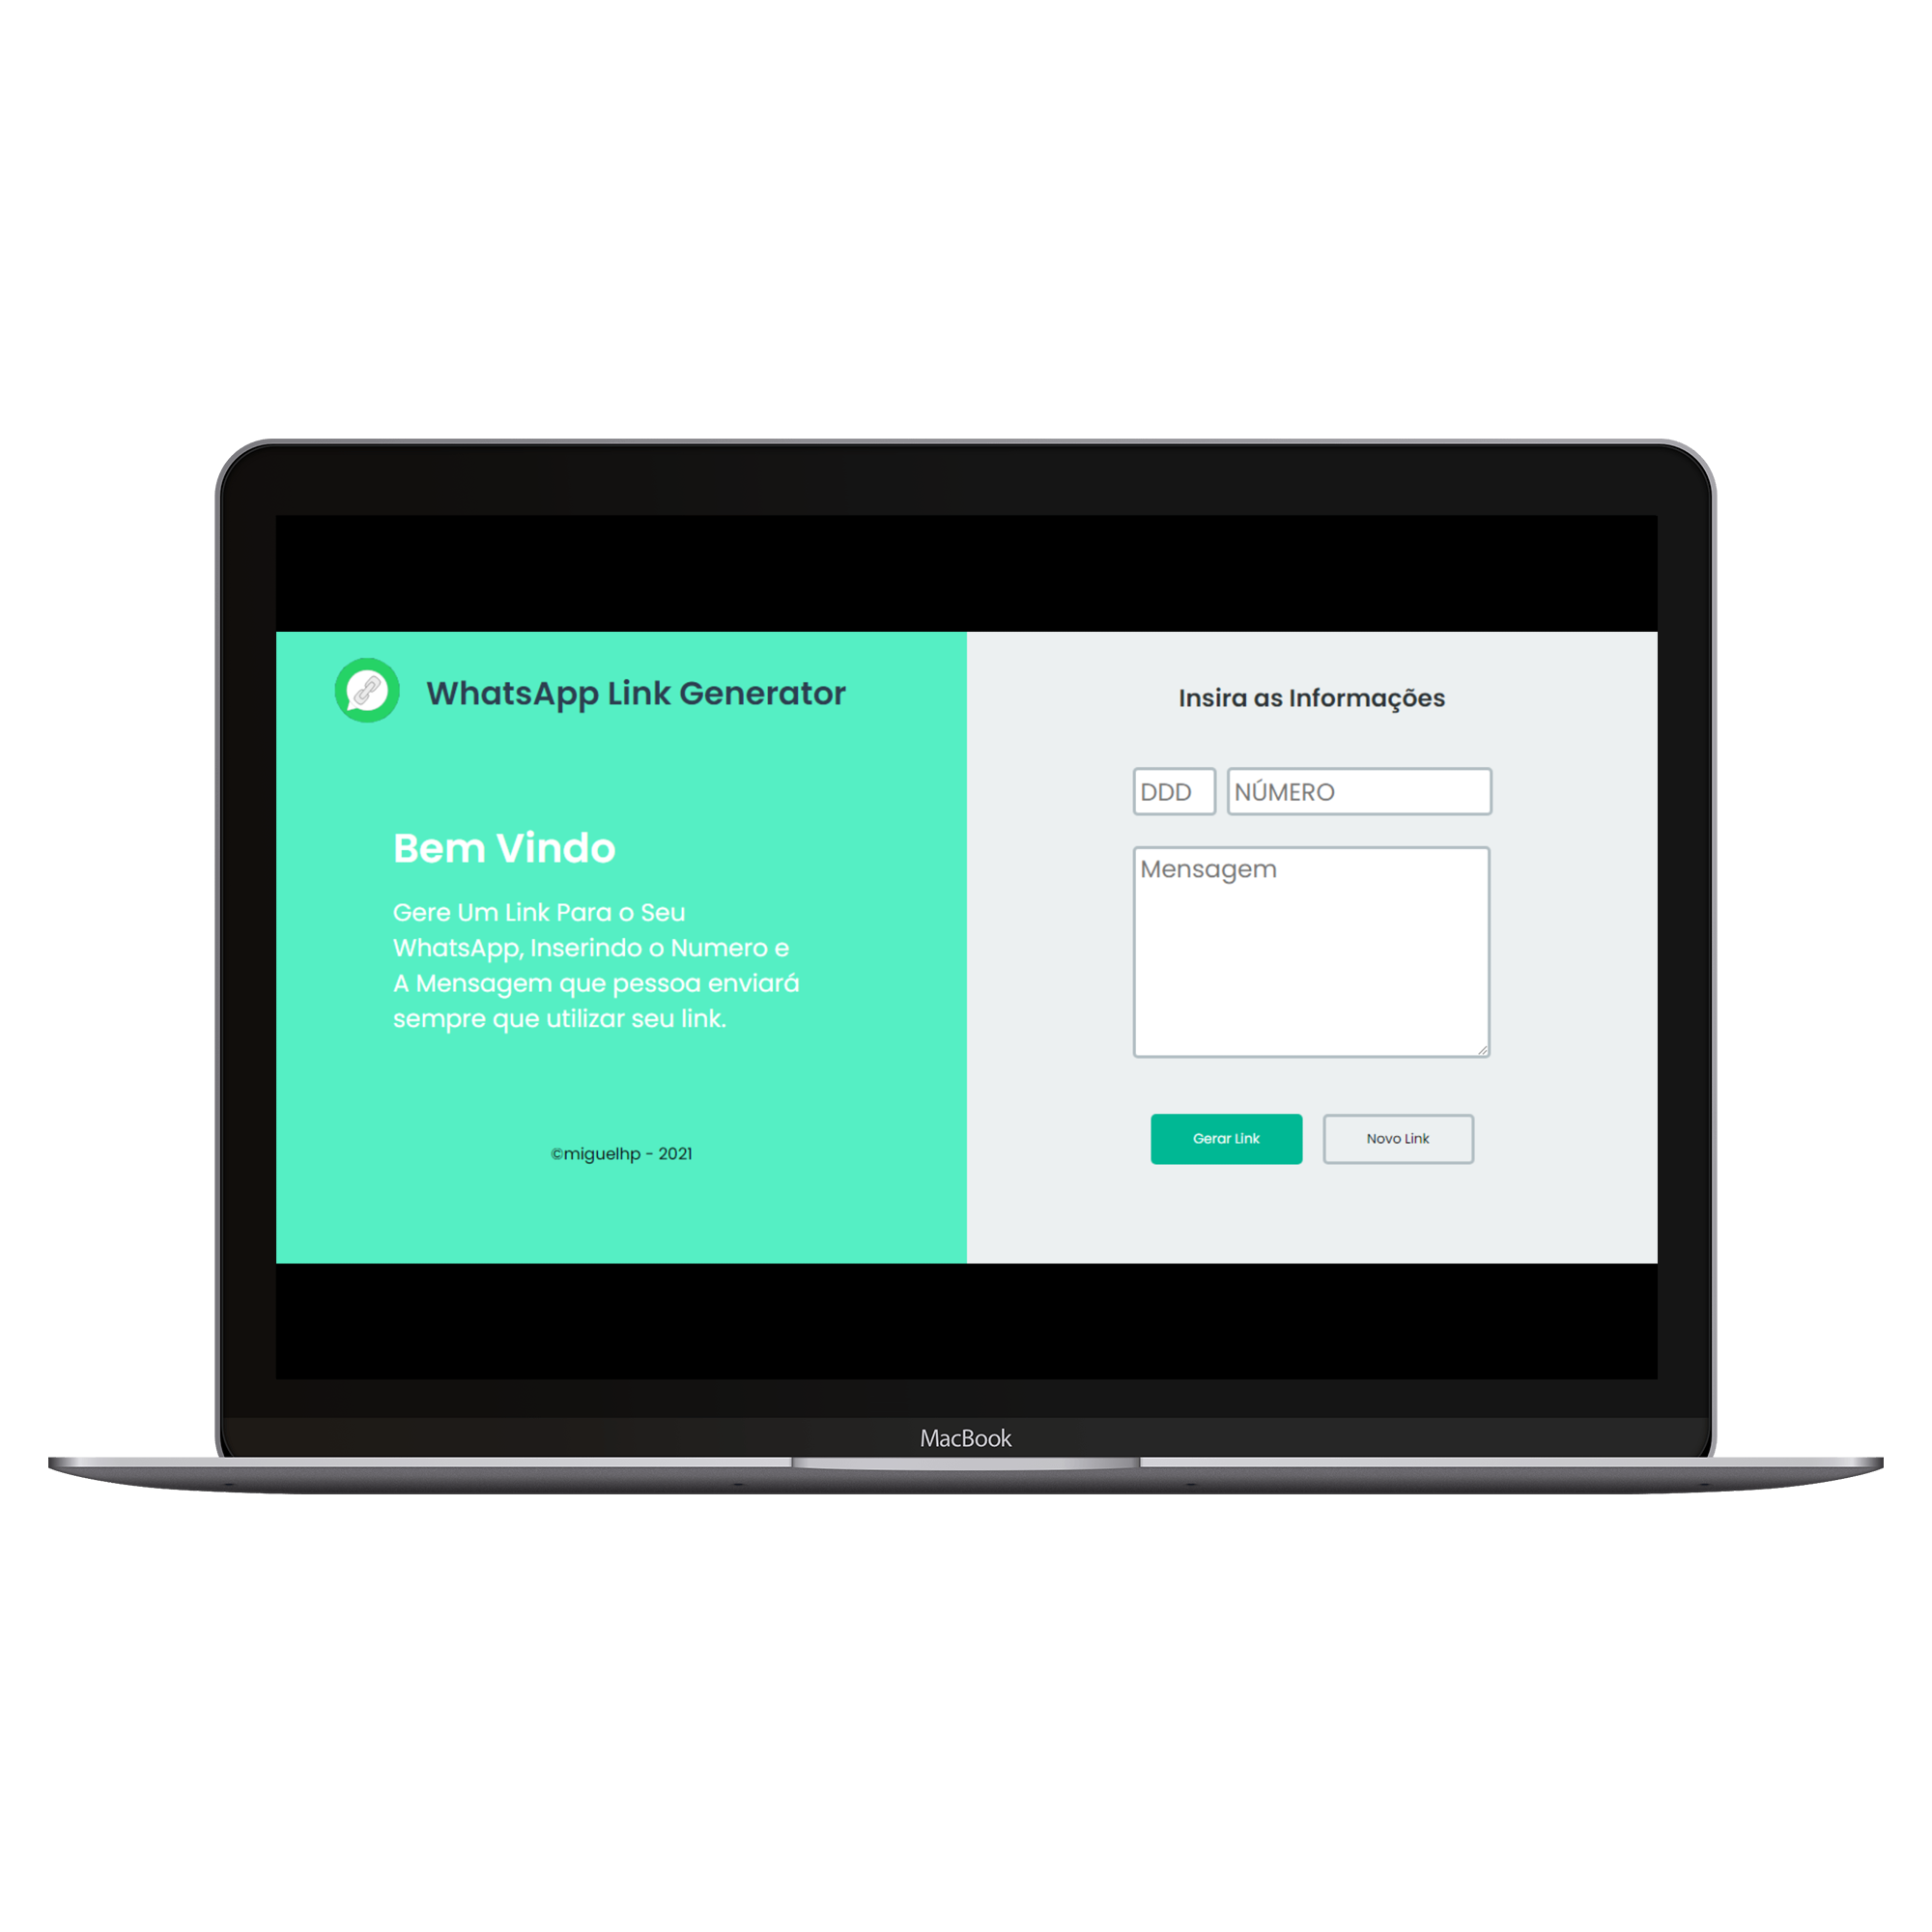 WhatsApp Link Generator
Bem Vindo
Gere Um Link Para o Seu
WhatsApp, Inserindo o Numero e
A Mensagem que pessoa enviará
sempre que utilizar seu link.
©miguelhp - 2021
Insira as Informações
DDD NÚMERO
Mensagem
Gerar Link Novo Link
MacBook